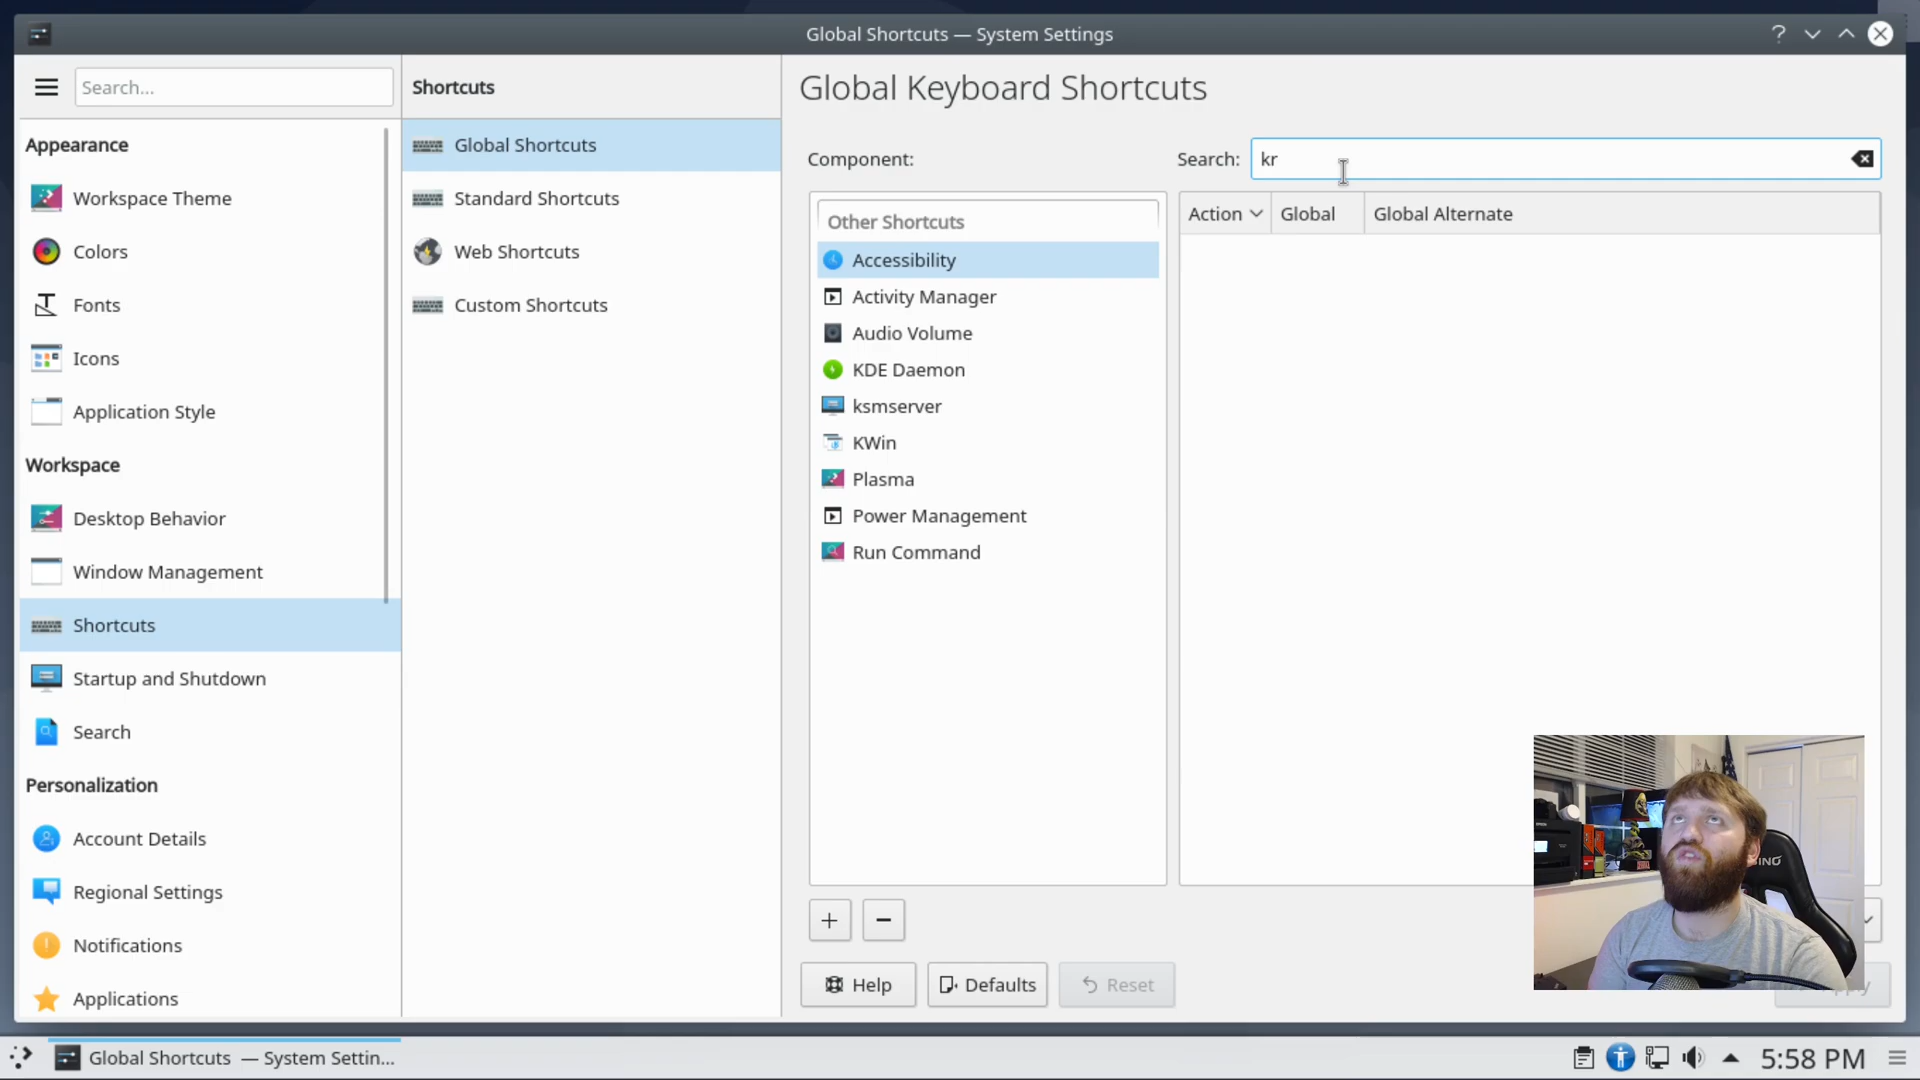 Global Shortcuts — System Settings
Search...
Shortcuts
Global Keyboard Shortcuts
Appearance
Workspace Theme
Colors
Fonts
Icons
Application Style
Workspace
Desktop Behavior
Window Management
Shortcuts
Startup and Shutdown
Search
Personalization
Account Details
Regional Settings
Notifications
Applications
Global Shortcuts
Standard Shortcuts
Web Shortcuts
Custom Shortcuts
Component:
Search: kr
Other Shortcuts
Accessibility
Activity Manager
Audio Volume
KDE Daemon
ksmserver
KWin
Plasma
Power Management
Run Command
Action Global Global Alternate
Help Defaults Reset
Global Shortcuts — System Settin...
5:58 PM